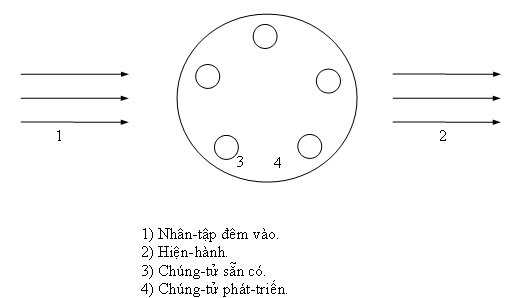 1
2
3
4
1) Nhân-tập đêm vào.
2) Hiện-hành.
3) Chúng-tử sẵn có.
4) Chúng-tử phát-triển.